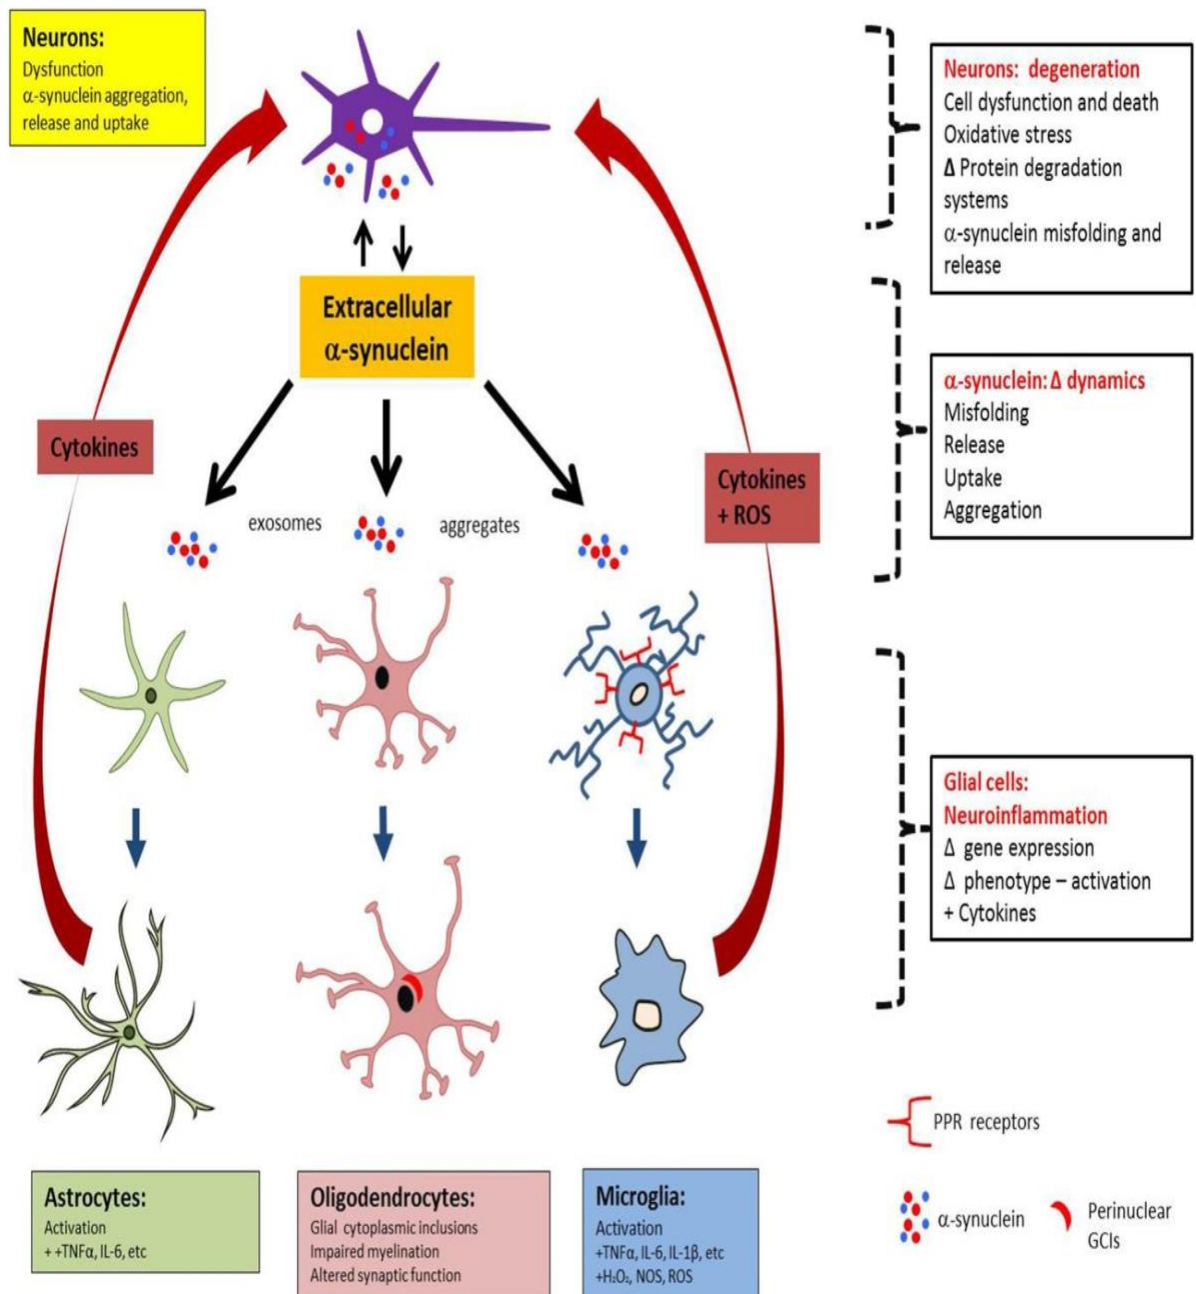 Neurons:
Dysfunction
α-synuclein aggregation,
release and uptake
Extracellular
α-synuclein
Cytokines
Cytokines
+ ROS
exosomes
aggregates
Neurons: degeneration
Cell dysfunction and death
Oxidative stress
Δ Protein degradation
systems
α-synuclein misfolding and
release
α-synuclein: Δ dynamics
Misfolding
Release
Uptake
Aggregation
Glial cells:
Neuroinflammation
Δ gene expression
Δ phenotype – activation
+ Cytokines
PPR receptors
α-synuclein
Perinuclear
GCIs
Astrocytes:
Activation
+ +TNFα, IL-6, etc
Oligodendrocytes:
Glial cytoplasmic inclusions
Impaired myelination
Altered synaptic function
Microglia:
Activation
+TNFα, IL-6, IL-1β, etc
+H₂O₂, NOS, ROS